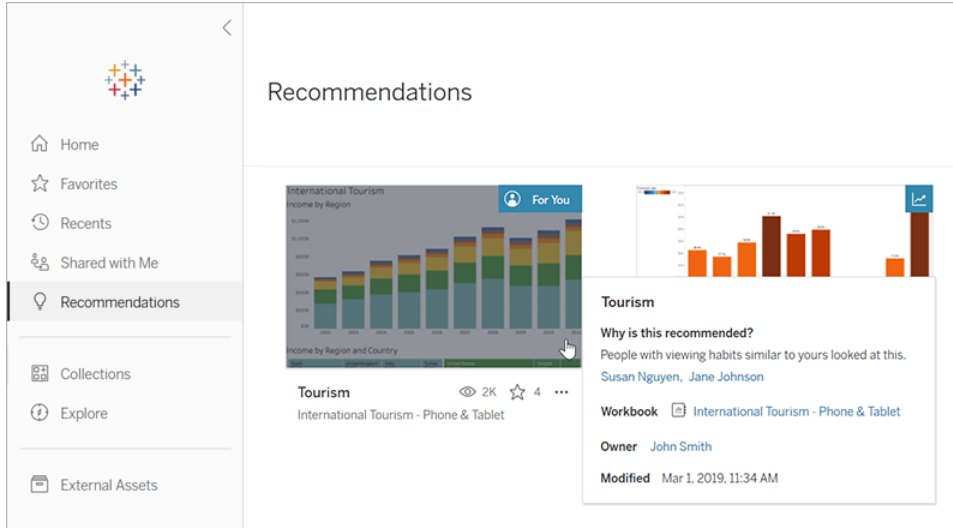 Home
Favorites
Recents
Shared with Me
Recommendations
Collections
Explore
External Assets
Recommendations
International Tourism
Income by Region
For You
Income by Region and Country
Tourism
2K
4
International Tourism - Phone & Tablet
Tourism
Why is this recommended?
People with viewing habits similar to yours looked at this.
Susan Nguyen, Jane Johnson
Workbook International Tourism - Phone & Tablet
Owner John Smith
Modified Mar 1, 2019, 11:34 AM